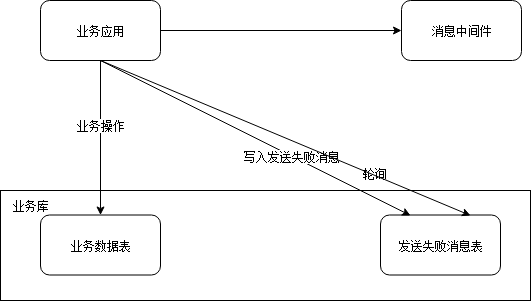 业务应用
消息中间件
业务操作
写入发送失败消息
轮询
业务库
业务数据表
发送失败消息表